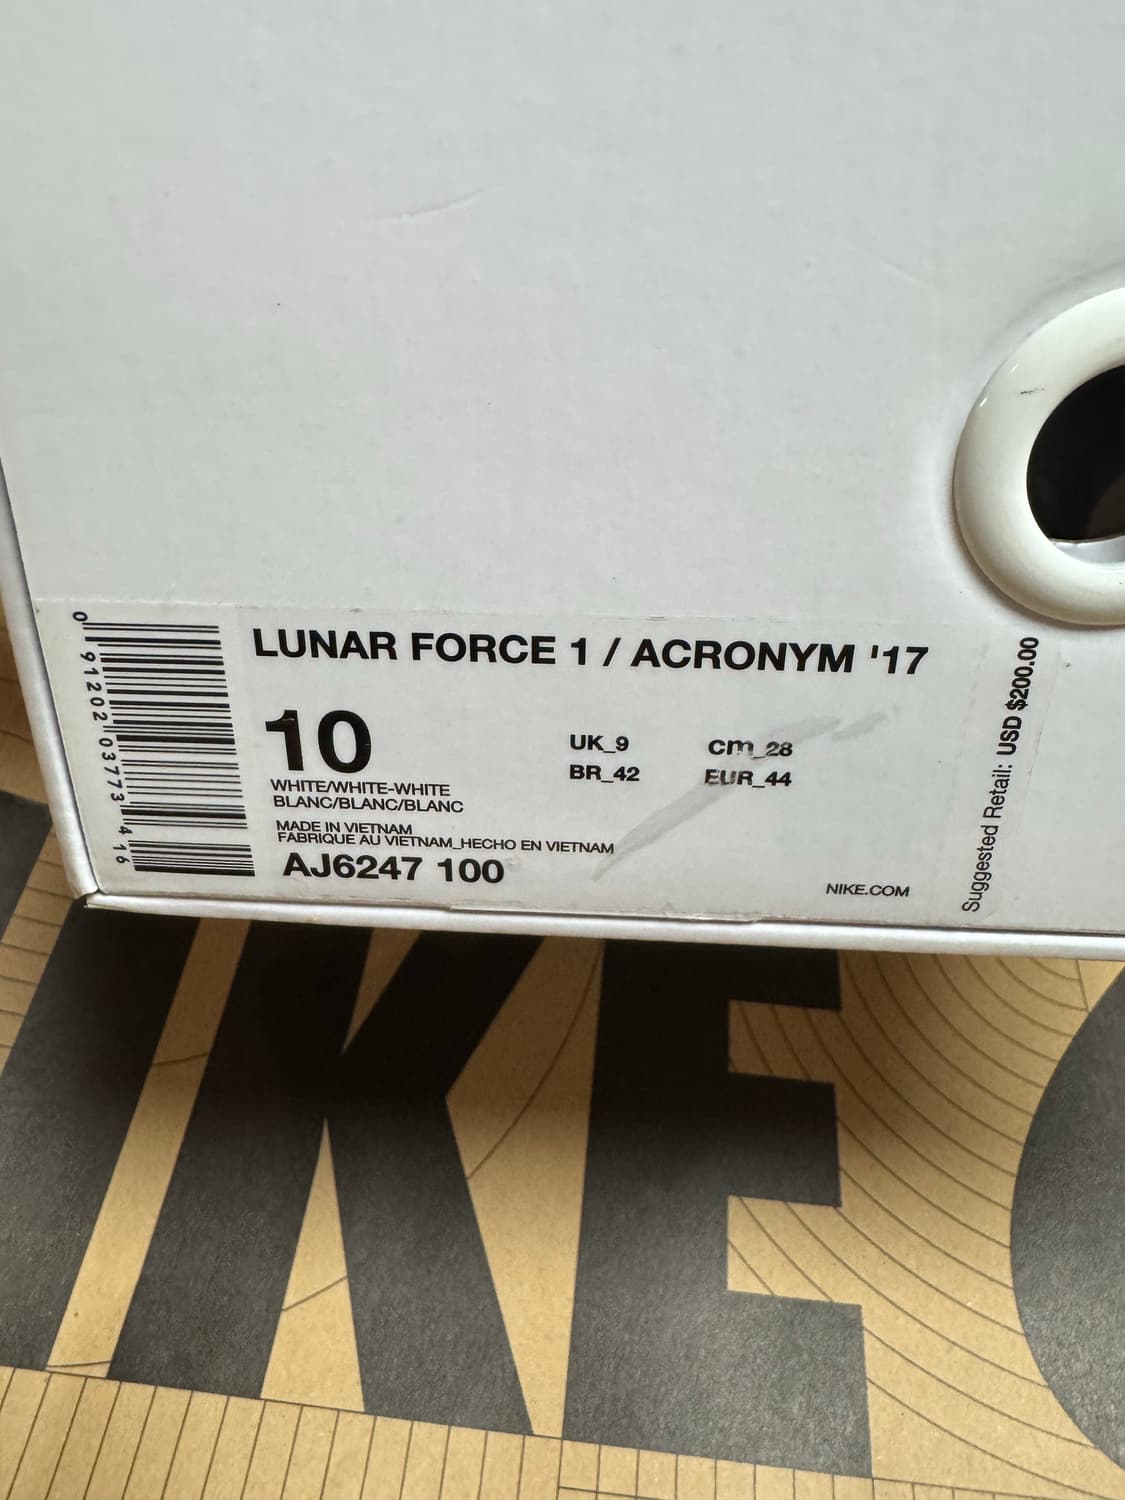 LUNAR FORCE 1 / ACRONYM '17
10
UK_9
cm_28
BR_42
EUR_44
WHITE/WHITE-WHITE
BLANC/BLANC/BLANC
MADE IN VIETNAM
FABRIQUE AU VIETNAM_HECHO EN VIETNAM
AJ6247 100
NIKE.COM
Suggested Retail: USD $200.00
0 91202 03773 4 16
IKE